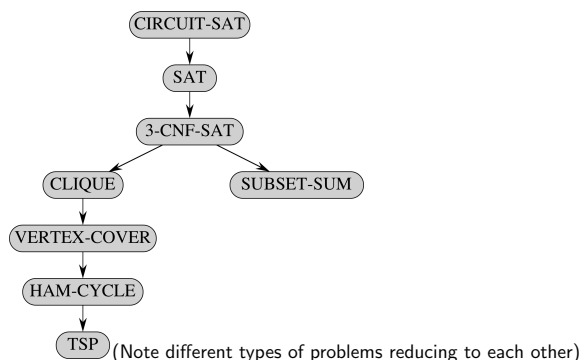 CIRCUIT-SAT
SAT
3-CNF-SAT
CLIQUE SUBSET-SUM
VERTEX-COVER
HAM-CYCLE
TSP (Note different types of problems reducing to each other)